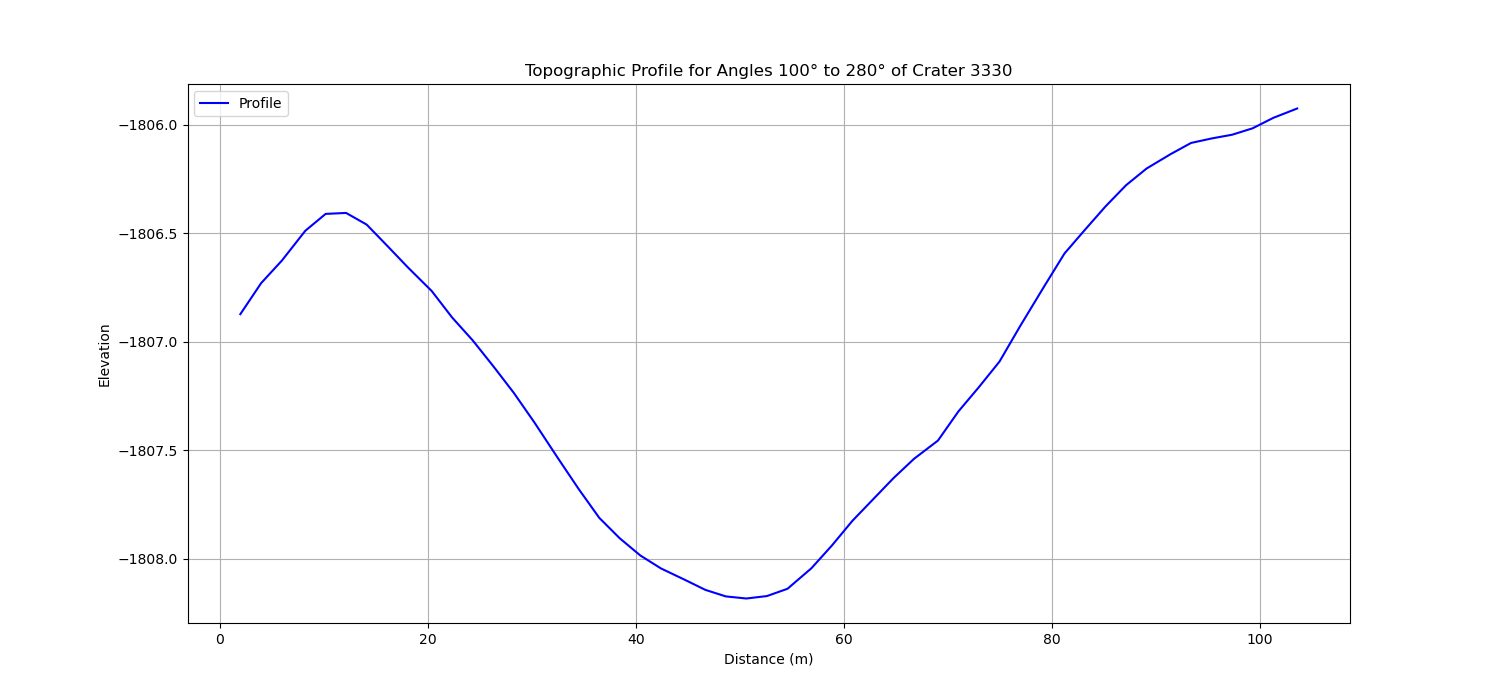 Topographic Profile for Angles 100° to 280° of Crater 3330
Profile
−1806.0
−1806.5
−1807.0
−1807.5
−1808.0
Elevation
0 20 40 60 80 100
Distance (m)